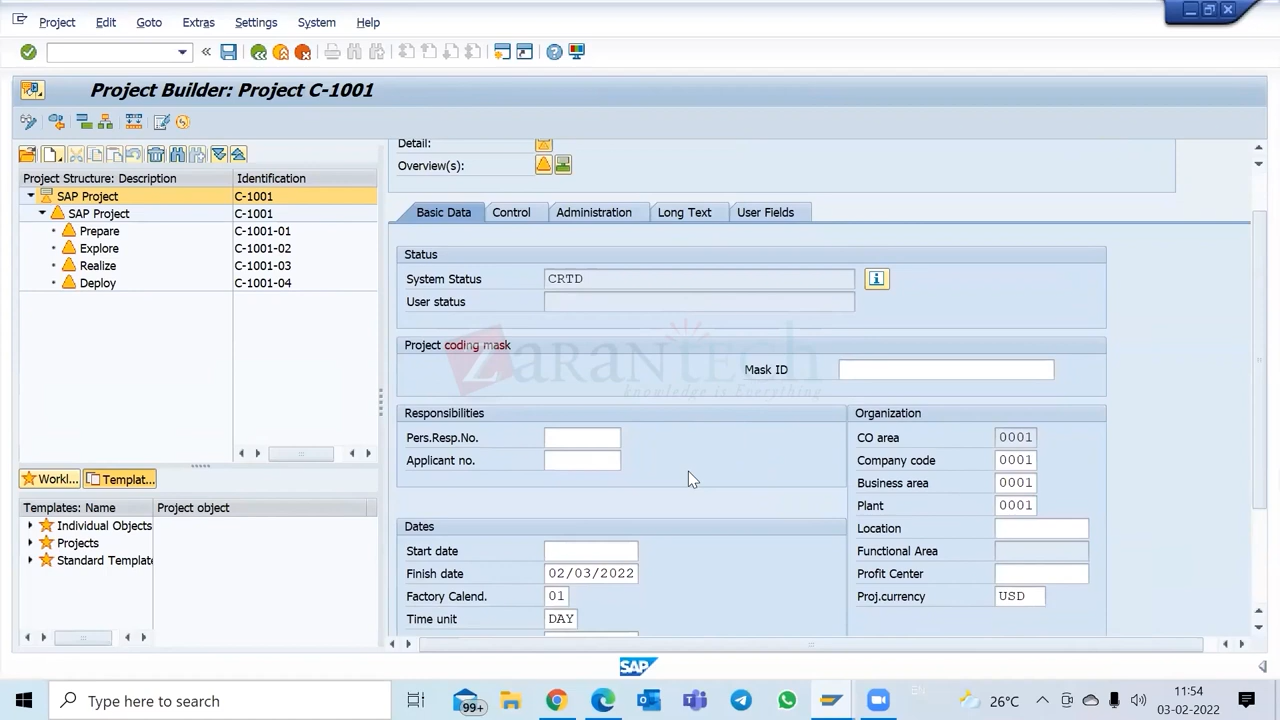 Project Edit Goto Extras Settings System Help
Project Builder: Project C-1001
Project Structure: Description Identification
SAP Project C-1001
SAP Project C-1001
Prepare C-1001-01
Explore C-1001-02
Realize C-1001-03
Deploy C-1001-04
Workl... Templat...
Templates: Name Project object
Individual Objects
Projects
Standard Template
Detail:
Overview(s):
Basic Data Control Administration Long Text User Fields
Status
System Status CRTD
User status
Project coding mask
Mask ID
ZaranTech
knowledge is Everything
Responsibilities
Pers.Resp.No.
Applicant no.
Dates
Start date
Finish date 02/03/2022
Factory Calend. 01
Time unit DAY
Organization
CO area 0001
Company code 0001
Business area 0001
Plant 0001
Location
Functional Area
Profit Center
Proj.currency USD
SAP
Type here to search
99+
26°C
EN
11:54
03-02-2022